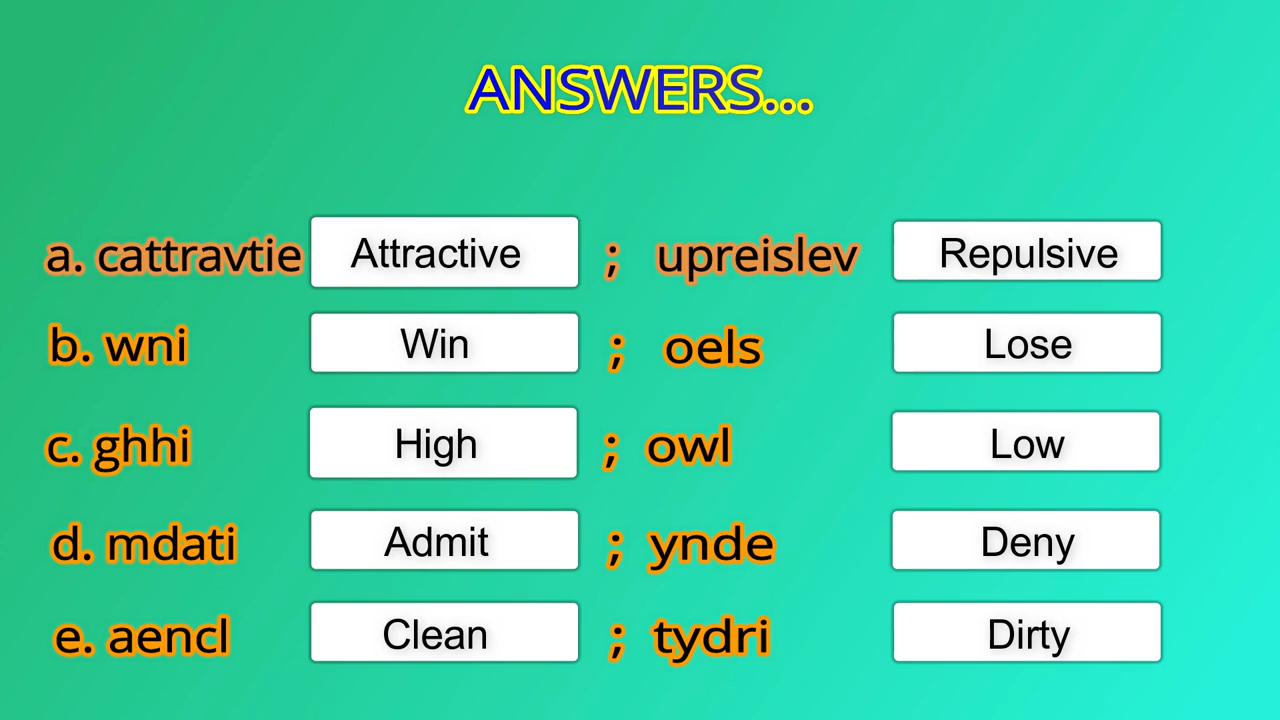 ANSWERS...
a. cattravtie Attractive ; upreislev Repulsive
b. wni Win ; oels Lose
c. ghhi High ; owl Low
d. mdati Admit ; ynde Deny
e. aencl Clean ; tydri Dirty